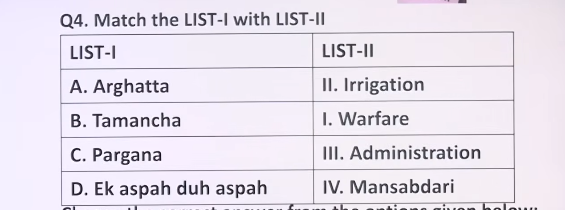 Q4. Match the LIST-I with LIST-II
LIST-I LIST-II
A. Arghatta II. Irrigation
B. Tamancha I. Warfare
C. Pargana III. Administration
D. Ek aspah duh aspah IV. Mansabdari